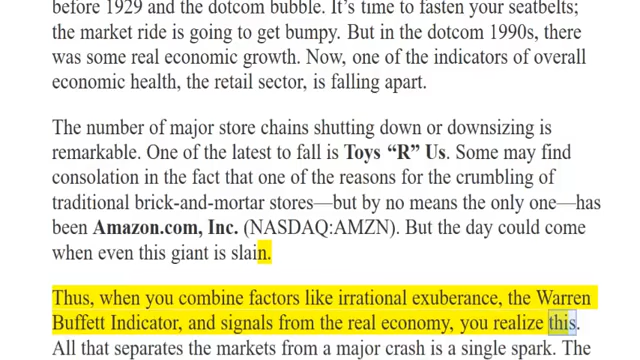 before 1929 and the dotcom bubble. It’s time to fasten your seatbelts;
the market ride is going to get bumpy. But in the dotcom 1990s, there
was some real economic growth. Now, one of the indicators of overall
economic health, the retail sector, is falling apart.
The number of major store chains shutting down or downsizing is
remarkable. One of the latest to fall is Toys “R” Us. Some may find
consolation in the fact that one of the reasons for the crumbling of
traditional brick-and-mortar stores—but by no means the only one—has
been Amazon.com, Inc. (NASDAQ:AMZN). But the day could come
when even this giant is slain.
Thus, when you combine factors like irrational exuberance, the Warren
Buffett Indicator, and signals from the real economy, you realize this.
All that separates the markets from a major crash is a single spark. The